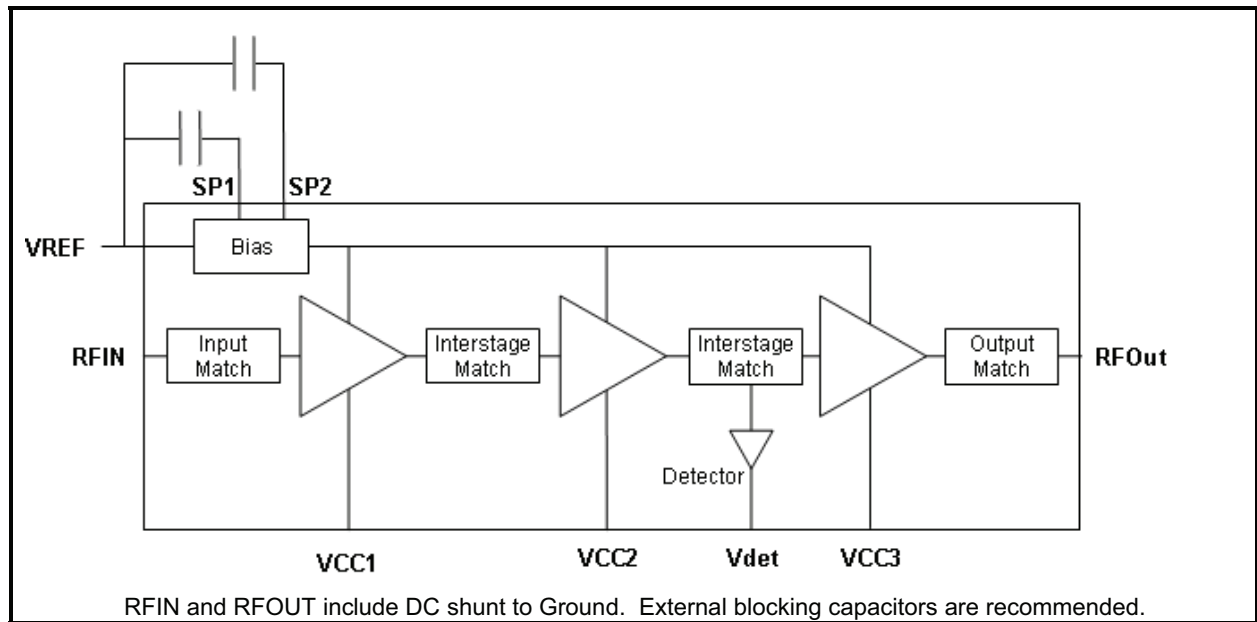 SP1
SP2
VREF
Bias
RFIN
Input
Match
Interstage
Match
Interstage
Match
Output
Match
RFOut
Detector
VCC1
VCC2
Vdet
VCC3
RFIN and RFOUT include DC shunt to Ground.  External blocking capacitors are recommended.